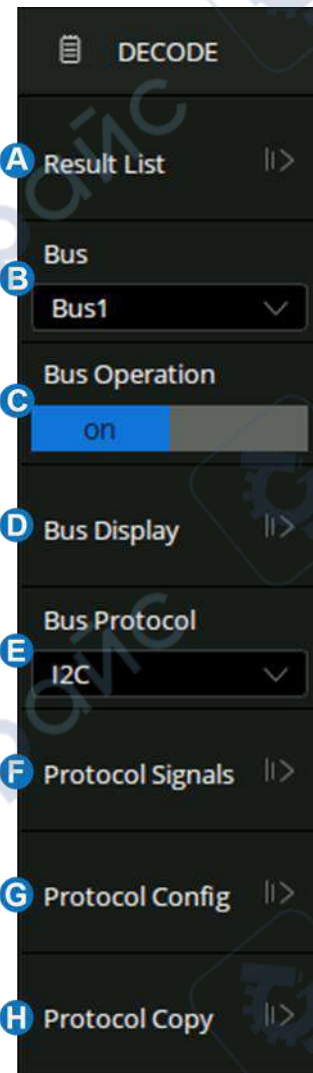 DECODE
A Result List
Bus
B
Bus1
Bus Operation
C
on
D Bus Display
Bus Protocol
E
I2C
F Protocol Signals
G Protocol Config
H Protocol Copy